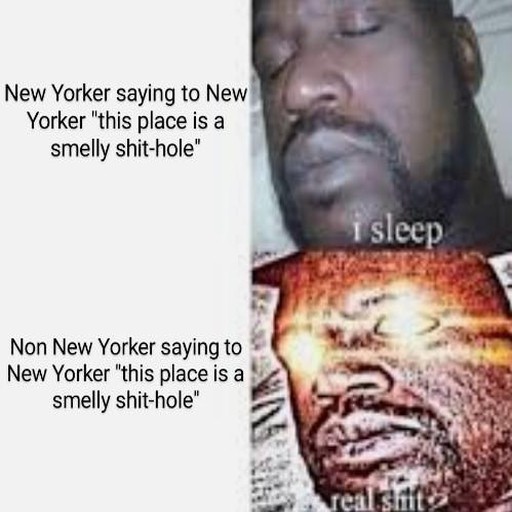 New Yorker saying to New
Yorker "this place is a
smelly shit-hole"
i sleep
Non New Yorker saying to
New Yorker "this place is a
smelly shit-hole"
real shit